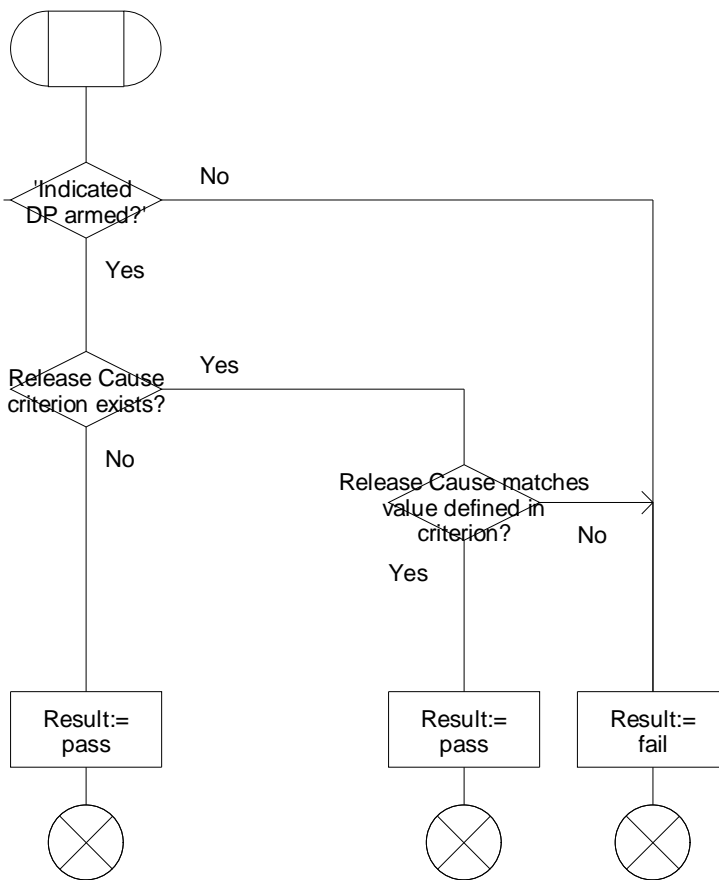 'Indicated
DP armed?'
No
Yes
Release Cause
criterion exists?
Yes
No
Release Cause matches
value defined in
criterion?
No
Yes
Result:=
pass
Result:=
pass
Result:=
fail